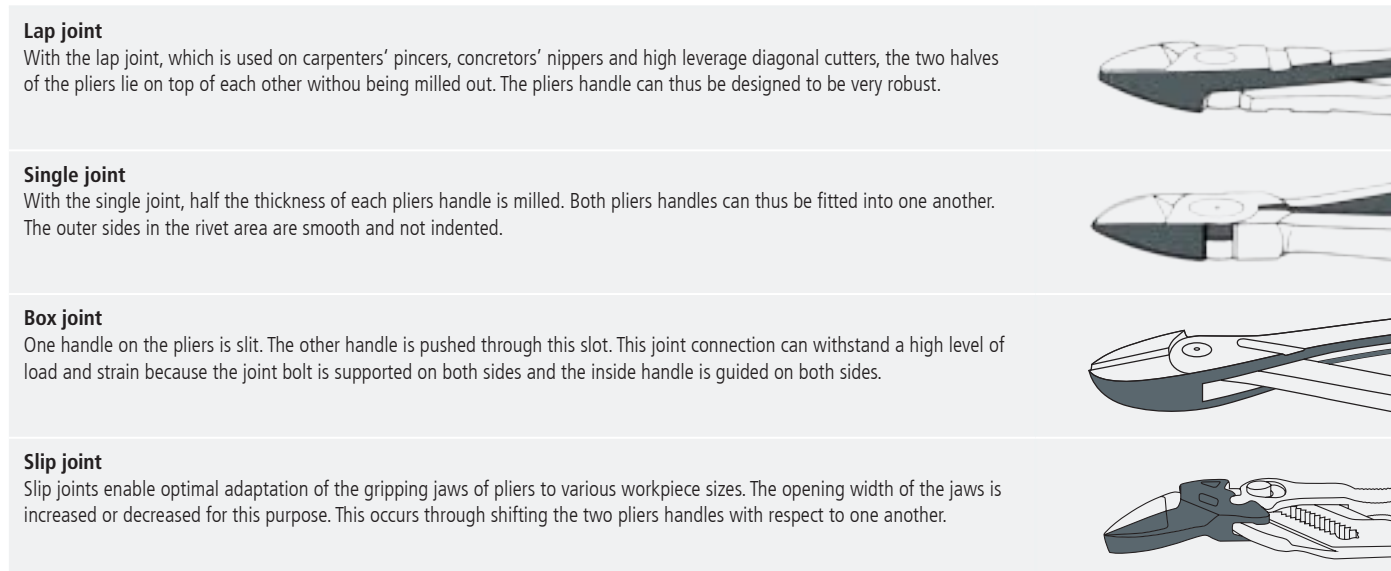 Lap joint
With the lap joint, which is used on carpenters‘ pincers, concretors’ nippers and high leverage diagonal cutters, the two halves
of the pliers lie on top of each other withou being milled out. The pliers handle can thus be designed to be very robust.
Single joint
With the single joint, half the thickness of each pliers handle is milled. Both pliers handles can thus be fitted into one another.
The outer sides in the rivet area are smooth and not indented.
Box joint
One handle on the pliers is slit. The other handle is pushed through this slot. This joint connection can withstand a high level of
load and strain because the joint bolt is supported on both sides and the inside handle is guided on both sides.
Slip joint
Slip joints enable optimal adaptation of the gripping jaws of pliers to various workpiece sizes. The opening width of the jaws is
increased or decreased for this purpose. This occurs through shifting the two pliers handles with respect to one another.